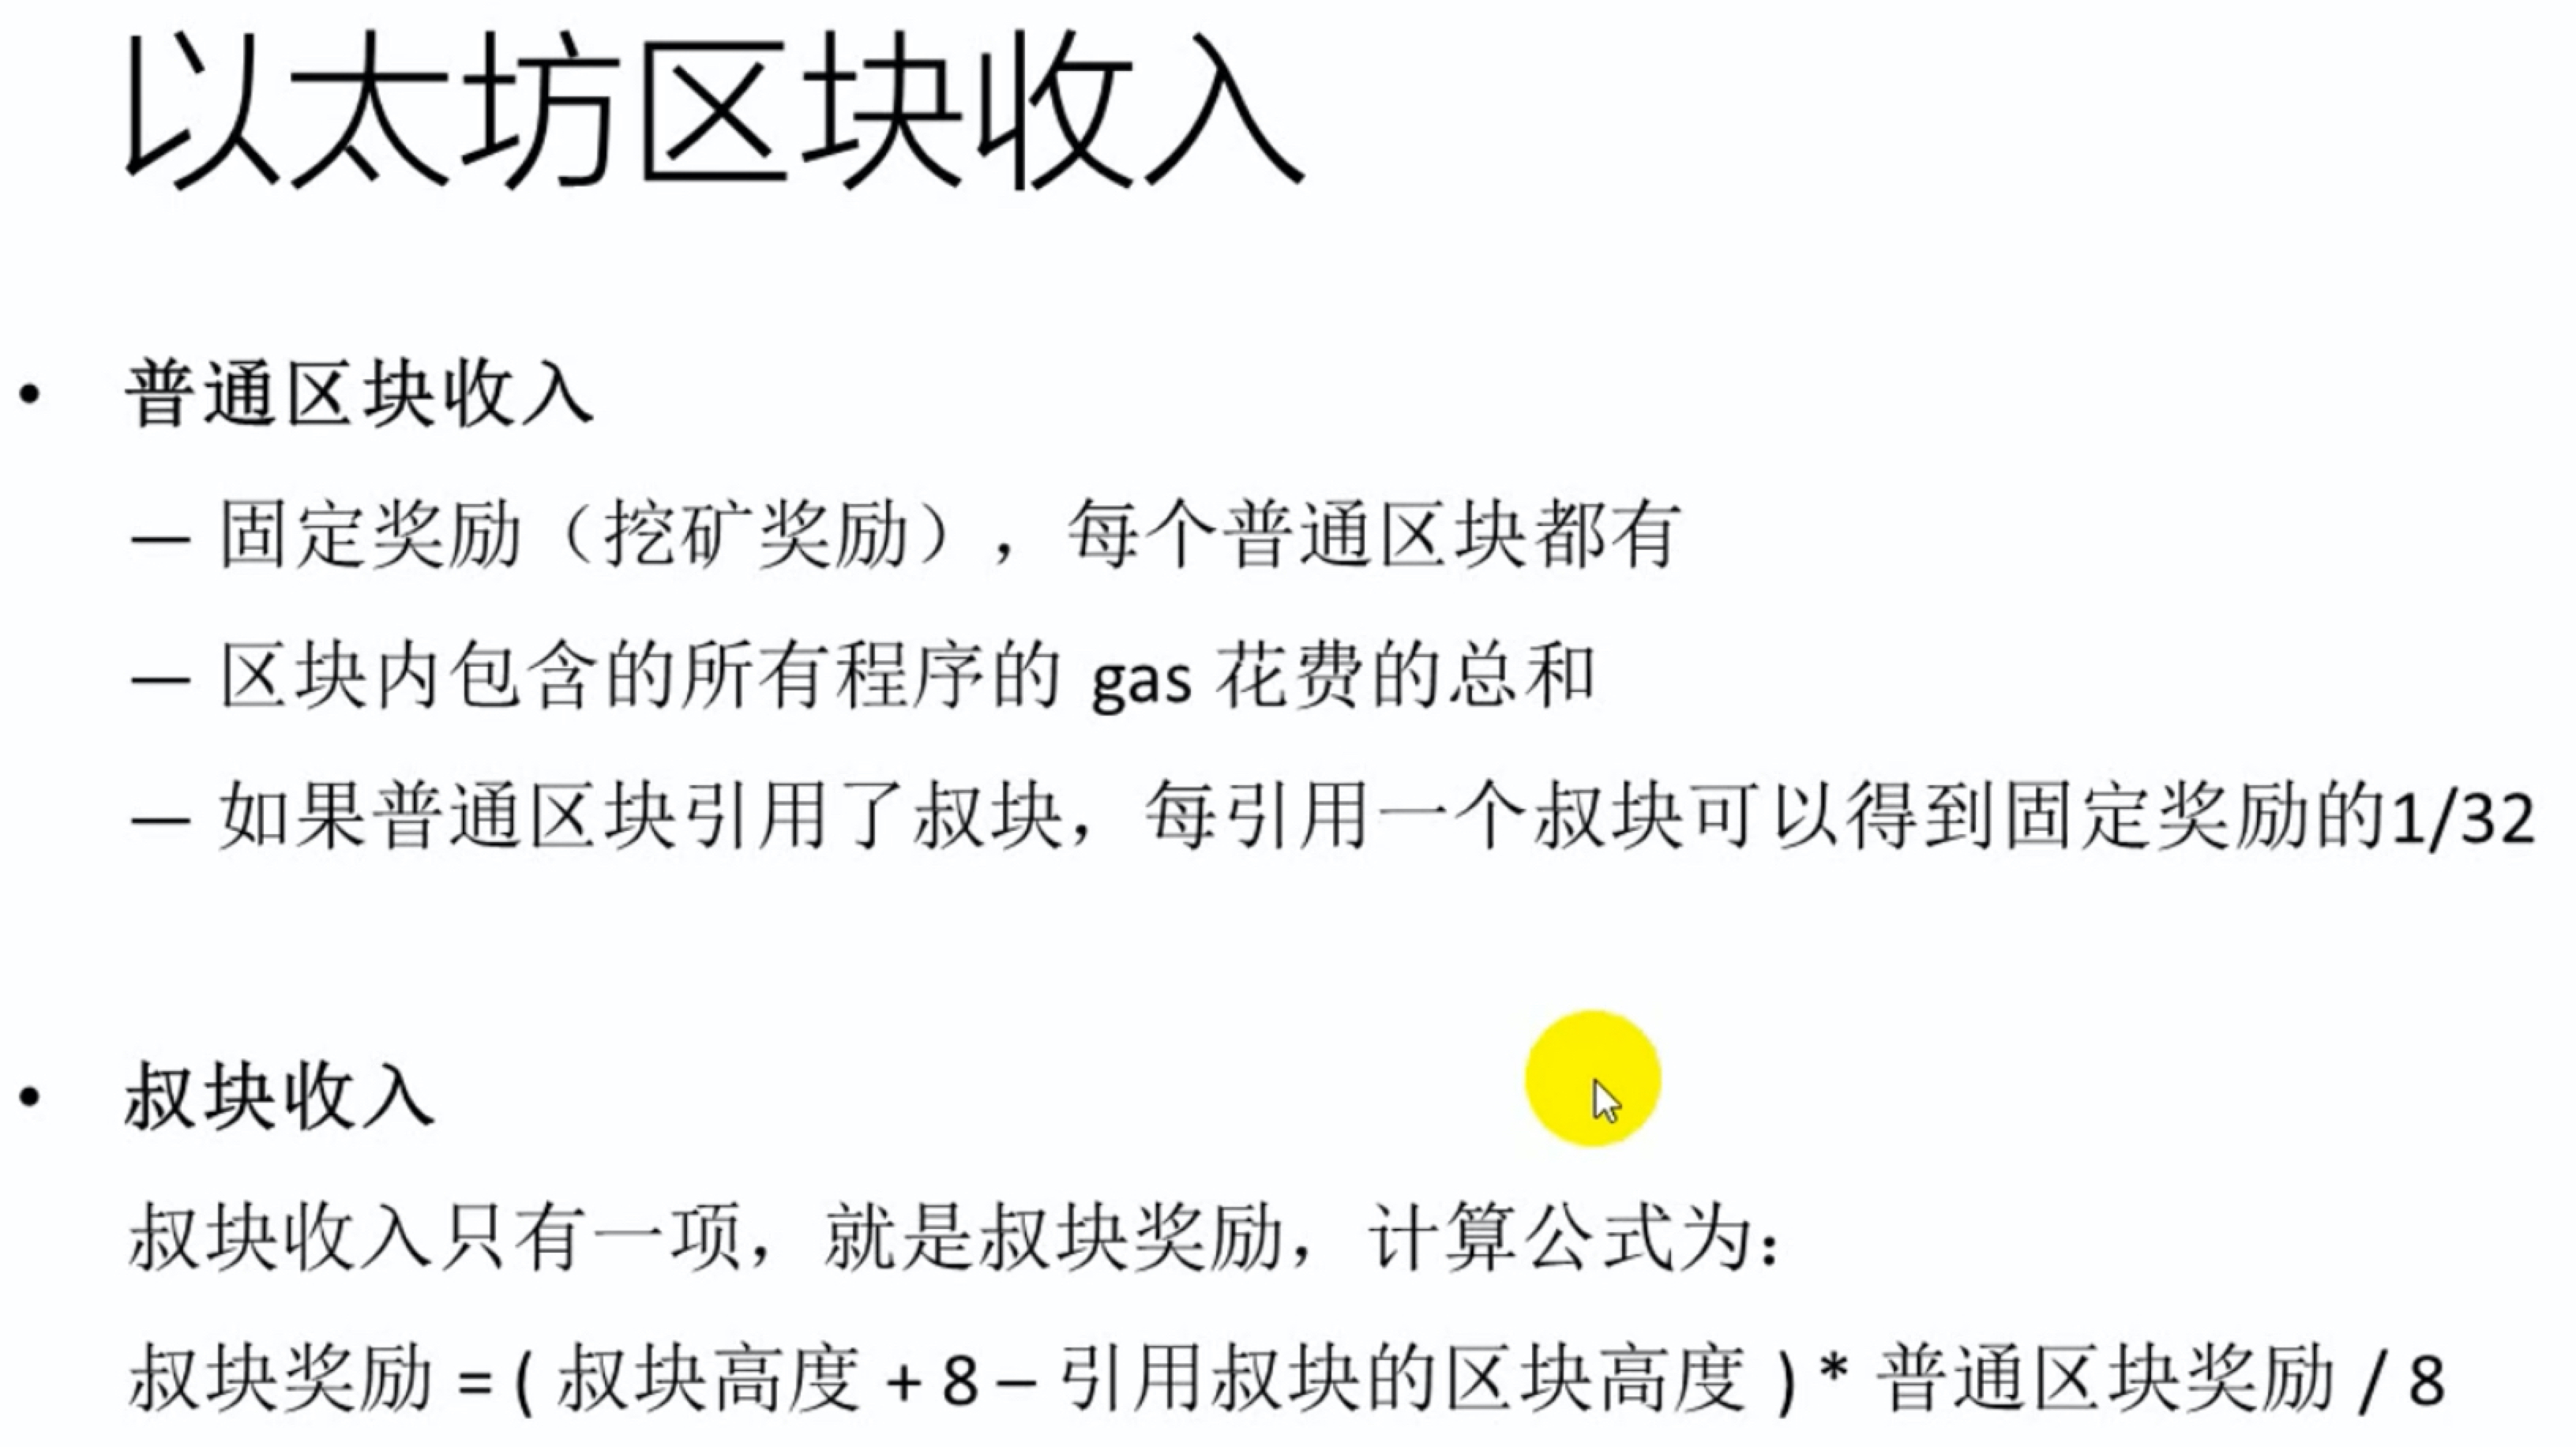 以太坊区块收入
• 普通区块收入
— 固定奖励（挖矿奖励），每个普通区块都有
— 区块内包含的所有程序的 gas 花费的总和
— 如果普通区块引用了叔块，每引用一个叔块可以得到固定奖励的1/32
• 叔块收入
叔块收入只有一项，就是叔块奖励，计算公式为：
叔块奖励 = ( 叔块高度 + 8 – 引用叔块的区块高度 ) * 普通区块奖励 / 8